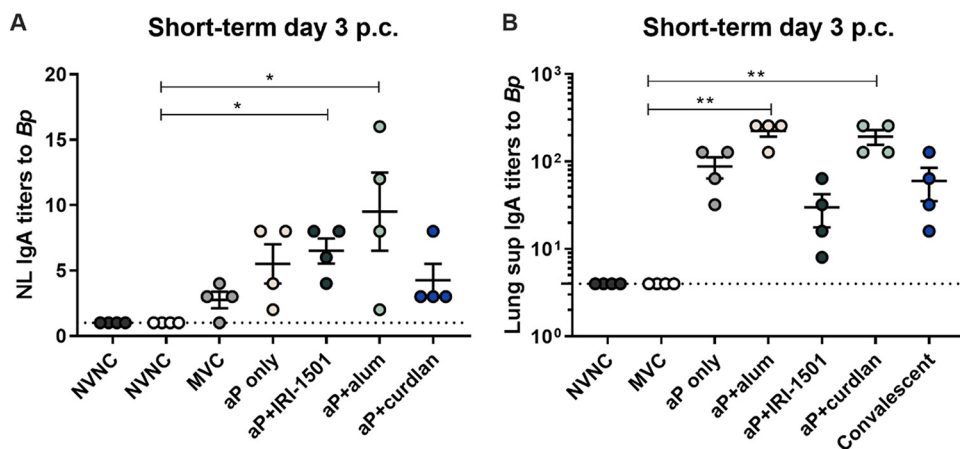 A
Short-term day 3 p.c.
NL IgA titers to Bp
20
15
10
5
0
*
*
NVNC
NVNC
MVC
aP only
aP+IRI-1501
aP+alum
aP+curdlan
B
Short-term day 3 p.c.
Lung sup IgA titers to Bp
10³
10²
10¹
10⁰
**
**
NVNC
MVC
aP only
aP+alum
aP+IRI-1501
aP+curdlan
Convalescent